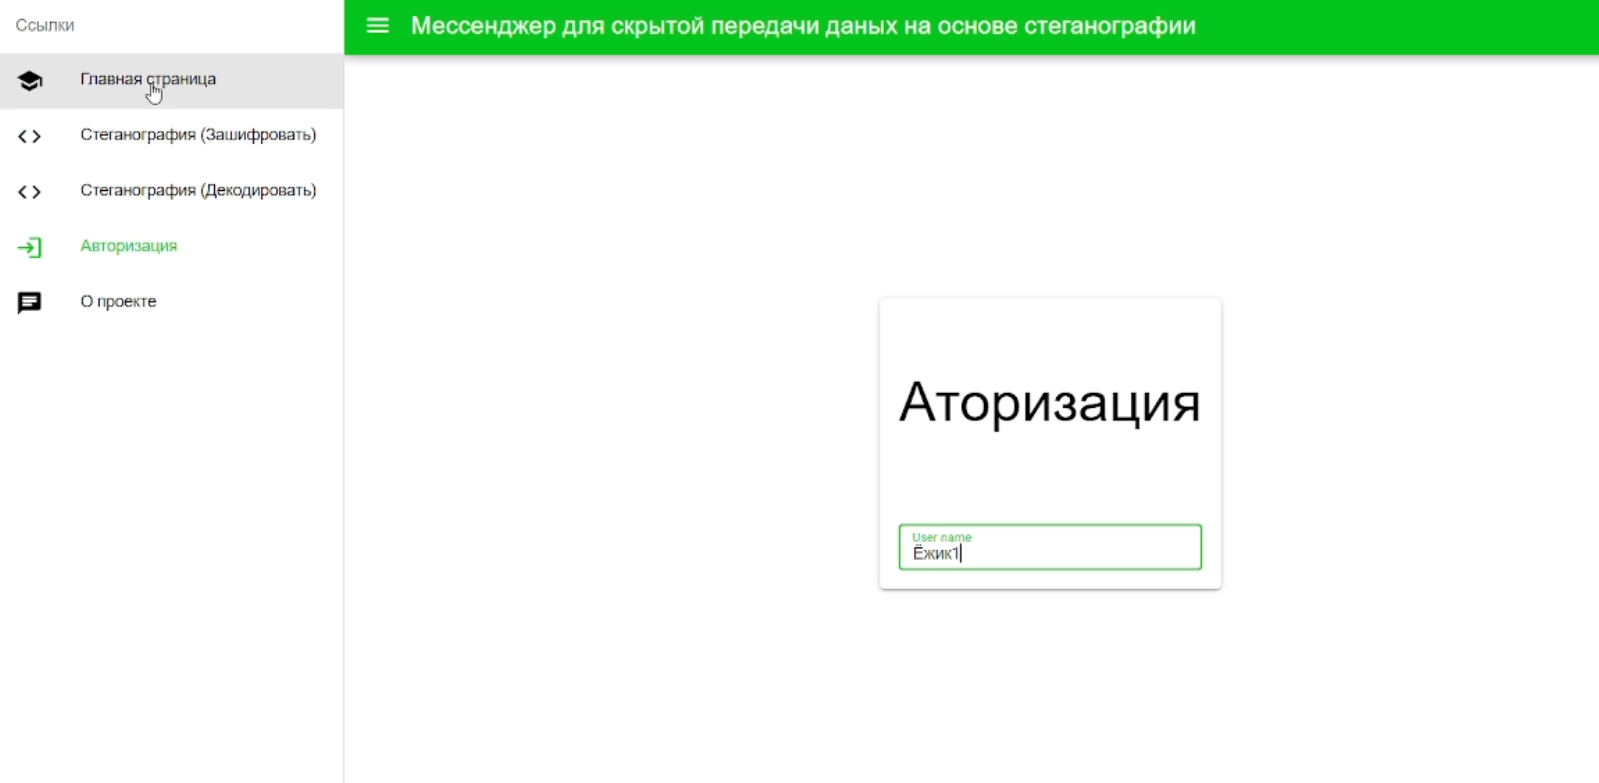 Ссылки
Главная страница
Стеганография (Зашифровать)
Стеганография (Декодировать)
Авторизация
О проекте
Мессенджер для скрытой передачи даных на основе стеганографии
Аторизация
User name
Ёжик1